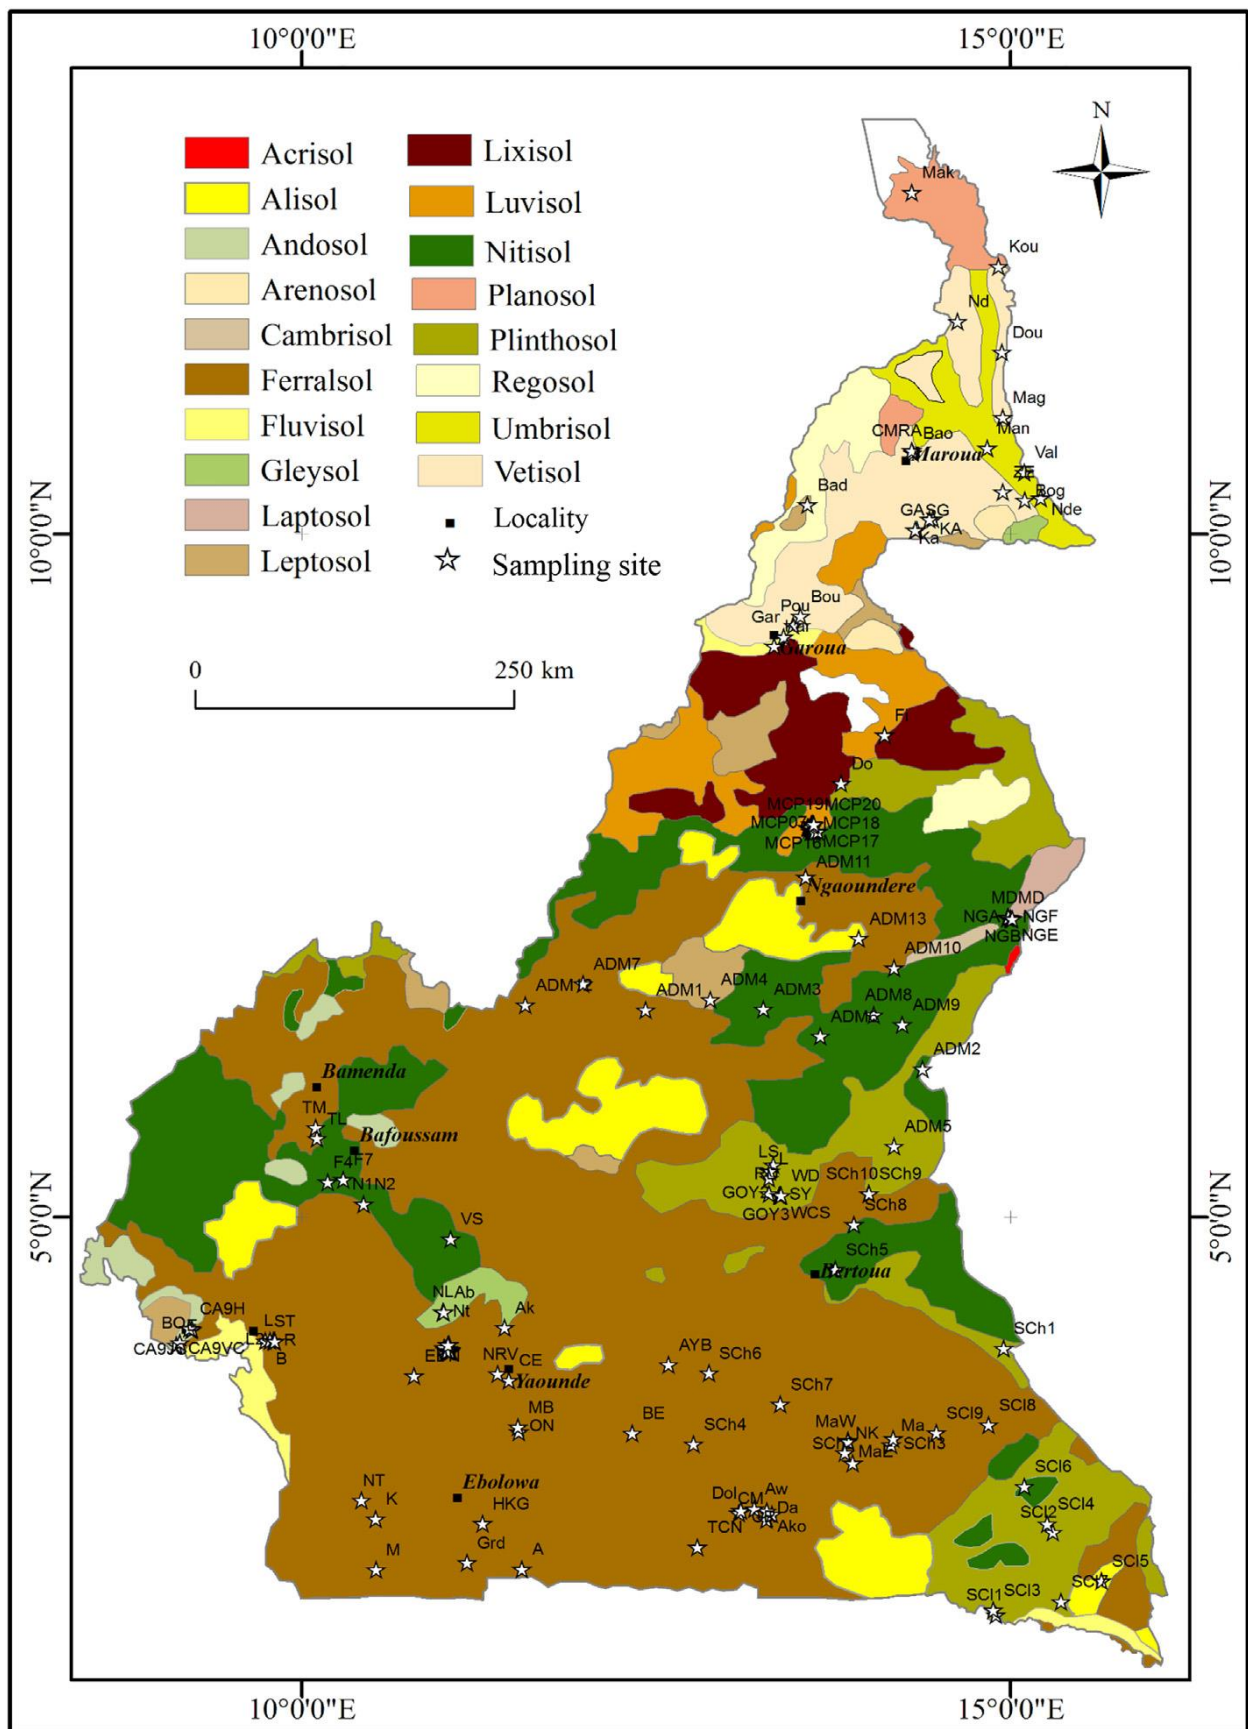 10°0'0"E
15°0'0"E
N
Acrisol
Alisol
Andosol
Arenosol
Cambrisol
Ferralsol
Fluvisol
Gleysol
Laptosol
Leptosol
Lixisol
Luvisol
Nitisol
Planosol
Plinthosol
Regosol
Umbrisol
Vetisol
Locality
Sampling site
0
250 km
10°0'0"N
10°0'0"N
5°0'0"N
5°0'0"N
Mak
Kou
Nd
Dou
Mag
Man
CMRA
Bao
Maroua
Val
Bad
Nde
GASG
KA
Ka
Bou
Pou
Gar
Garoua
Do
MCP19
MCP20
MCP07
MCP18
MCP16
MCP17
ADM11
Ngaoundere
MDMD
NGA
NGF
NGBNGE
ADM13
ADM10
ADM7
ADM12
ADM1
ADM4
ADM3
ADM8
ADM9
ADM2
ADM5
Bamenda
TM
TL
Bafoussam
F4
F7
N1N2
VS
WD
SY
GOY3
WCS
SCh10
SCh9
SCh8
SCh5
Bertoua
NLAb
Nt
Ak
CA9H
LST
R
B
CA9VC
NRV
CE
Yaounde
MB
ON
AYB
SCh6
SCh7
SCh1
BE
SCh4
MaW
NK
Ma
SCh3
MaE
SCl9
SCl8
SCl6
SCl4
SCl2
SCl5
SCl3
SCl1
NT
K
M
Ebolowa
HKG
Grd
A
Dol
CM
Aw
Da
Ako
TCN
10°0'0"E
15°0'0"E